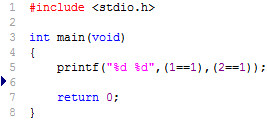 1 #include <stdio.h>
2
3 int main(void)
4 {
5 printf("%d %d",(1==1),(2==1));
6
7 return 0;
8 }